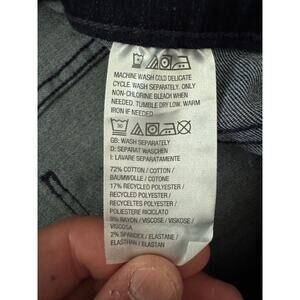 MACHINE WASH COLD DELICATE
CYCLE. WASH SEPARATELY. ONLY
NON-CHLORINE BLEACH WHEN
NEEDED. TUMBLE DRY LOW. WARM
IRON IF NEEDED.
30
GB: WASH SEPARATELY
D: SEPARAT WASCHEN
I: LAVARE SEPARATAMENTE
72% COTTON / COTON /
BAUMWOLLE / COTONE
17% RECYCLED POLYESTER /
RECYCLED POLYESTER /
RECYCELTES POLYESTER /
POLIESTERE RICICLATO
9% RAYON / VISCOSE / VISKOSE /
VISCOSA
2% SPANDEX / ELASTANE /
ELASTHAN / ELASTAN